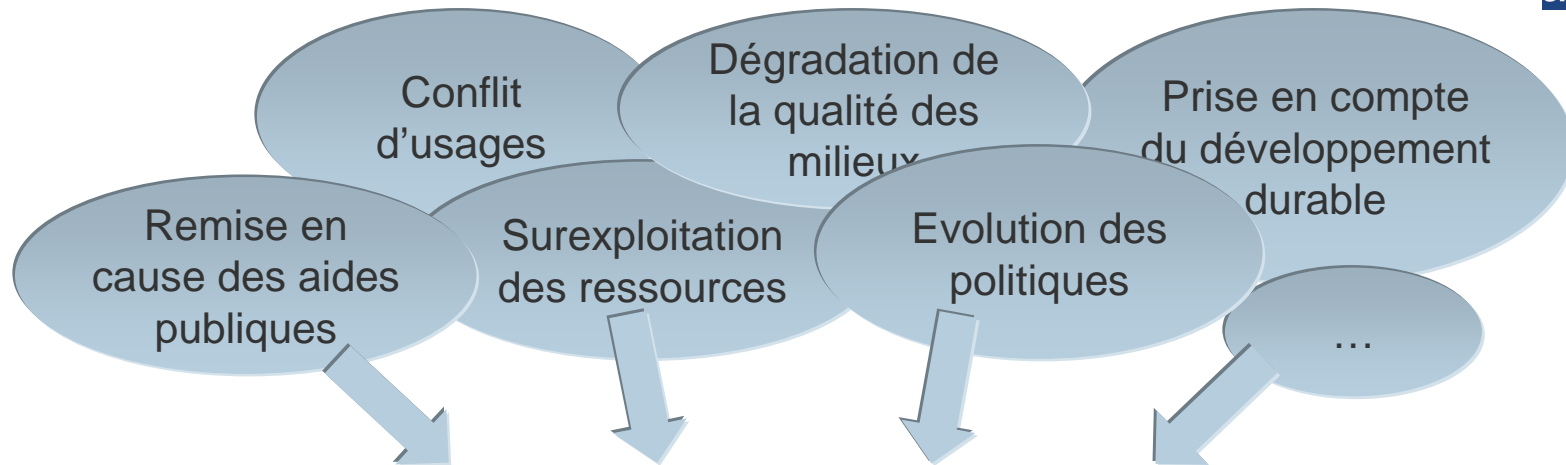 Conflit
d’usages
Dégradation de
la qualité des
milieux
Prise en compte
du développement
durable
Remise en
cause des aides
publiques
Surexploitation
des ressources
Evolution des
politiques
…